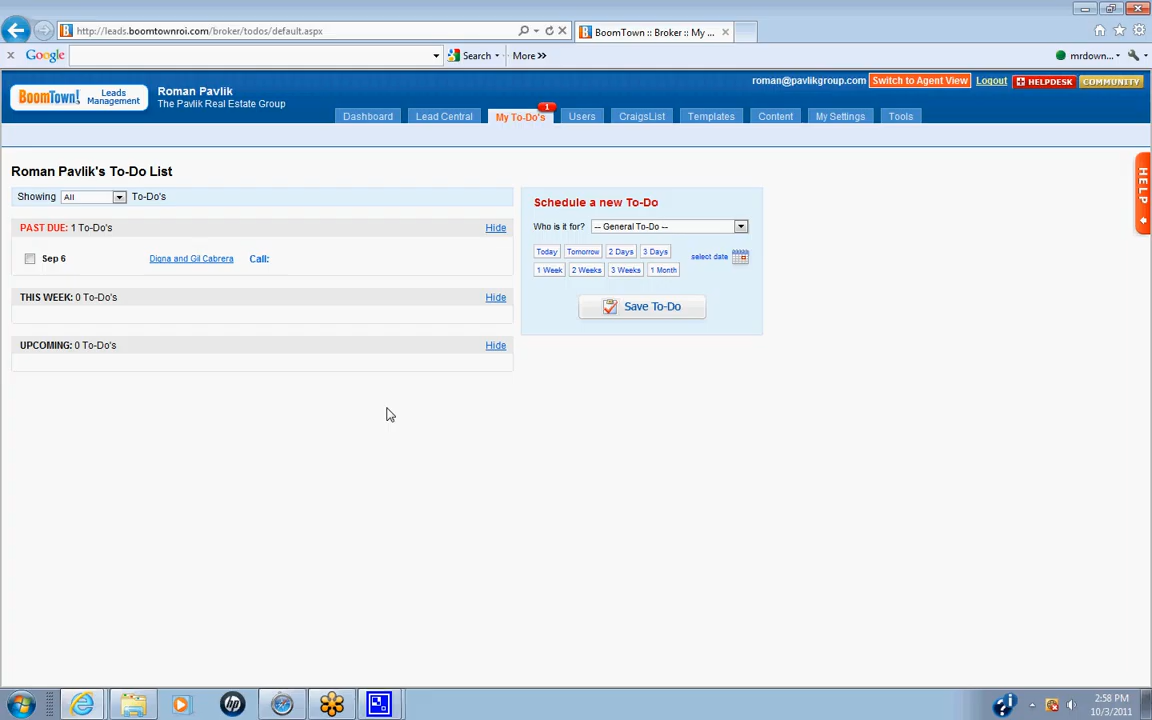 http://leads.boomtownroi.com/broker/todos/default.aspx
BoomTown :: Broker :: My ...
Google
Search
More »
mrdown...
BoomTown! Leads Management
Roman Pavlik
The Pavlik Real Estate Group
roman@pavlikgroup.com
Switch to Agent View
Logout
HELPDESK
COMMUNITY
Dashboard
Lead Central
My To-Do's
1
Users
CraigsList
Templates
Content
My Settings
Tools
HELP
Roman Pavlik's To-Do List
Showing All To-Do's
PAST DUE: 1 To-Do's
Hide
Sep 6
Digna and Gil Cabrera
Call:
THIS WEEK: 0 To-Do's
Hide
UPCOMING: 0 To-Do's
Hide
Schedule a new To-Do
Who is it for? -- General To-Do --
Today Tomorrow 2 Days 3 Days
select date
1 Week 2 Weeks 3 Weeks 1 Month
Save To-Do
hp
2:58 PM
10/3/2011